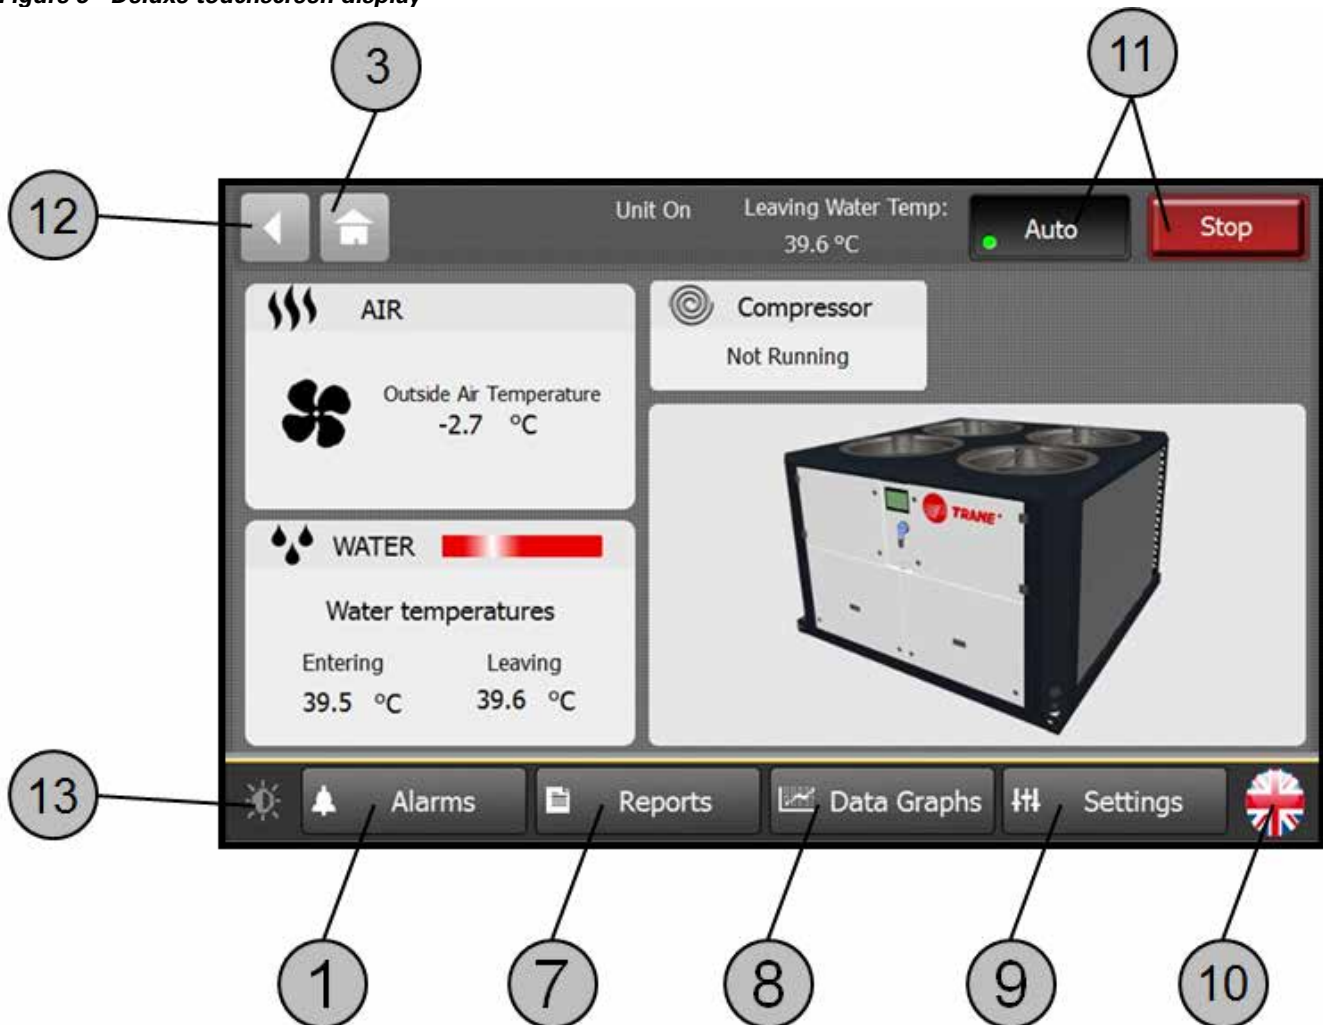 Figure 3 - Deluxe touchscreen display
3
11
12
Unit On
Leaving Water Temp:
39.6 °C
Auto
Stop
AIR
Outside Air Temperature
-2.7 °C
Compressor
Not Running
TRANE
WATER
Water temperatures
Entering Leaving
39.5 °C 39.6 °C
13
Alarms
Reports
Data Graphs
Settings
1
7
8
9
10